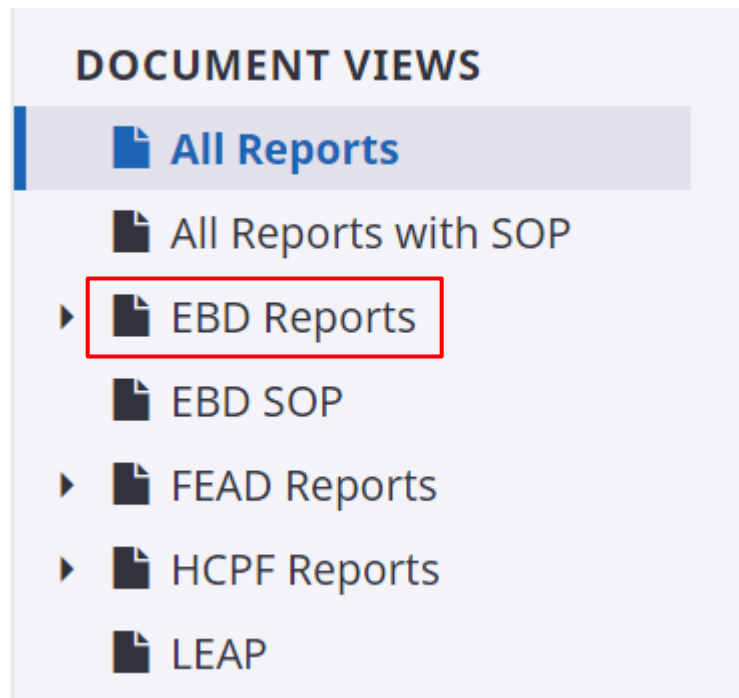 DOCUMENT VIEWS
All Reports
All Reports with SOP
EBD Reports
EBD SOP
FEAD Reports
HCPF Reports
LEAP